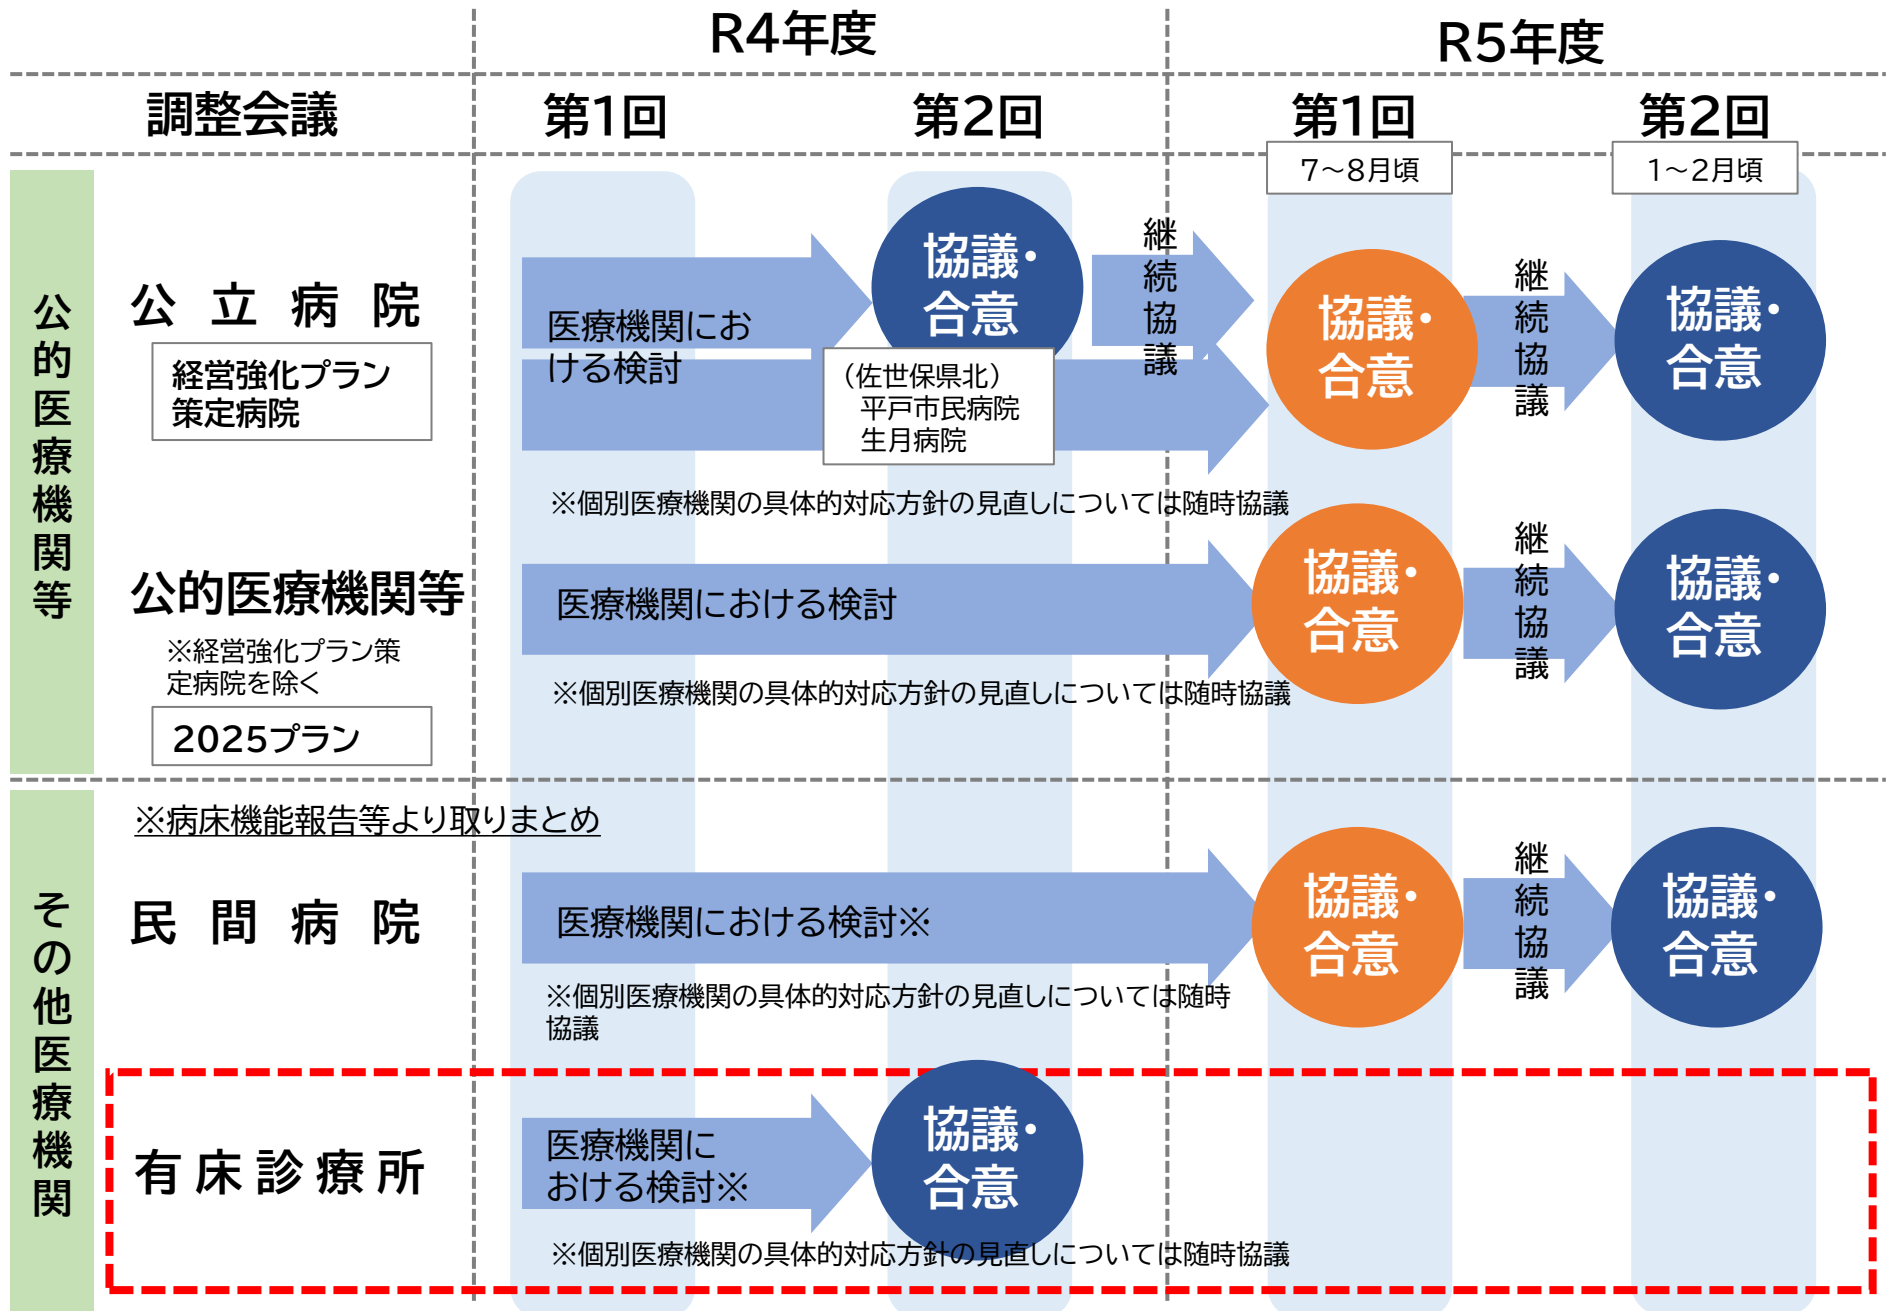 R4年度
R5年度
調整会議
第1回
第2回
第1回
第2回
7～8月頃
1～2月頃
公的医療機関等
公立病院
経営強化プラン
策定病院
医療機関にお
ける検討
協議・
合意
（佐世保県北）
平戸市民病院
生月病院
継続協議
協議・
合意
継続協議
協議・
合意
※個別医療機関の具体的対応方針の見直しについては随時協議
公的医療機関等
※経営強化プラン策
定病院を除く
2025プラン
医療機関における検討
協議・
合意
継続協議
協議・
合意
※個別医療機関の具体的対応方針の見直しについては随時協議
その他医療機関
※病床機能報告等より取りまとめ
民間病院
医療機関における検討※
協議・
合意
継続協議
協議・
合意
※個別医療機関の具体的対応方針の見直しについては随時
協議
有床診療所
医療機関に
おける検討※
協議・
合意
※個別医療機関の具体的対応方針の見直しについては随時協議